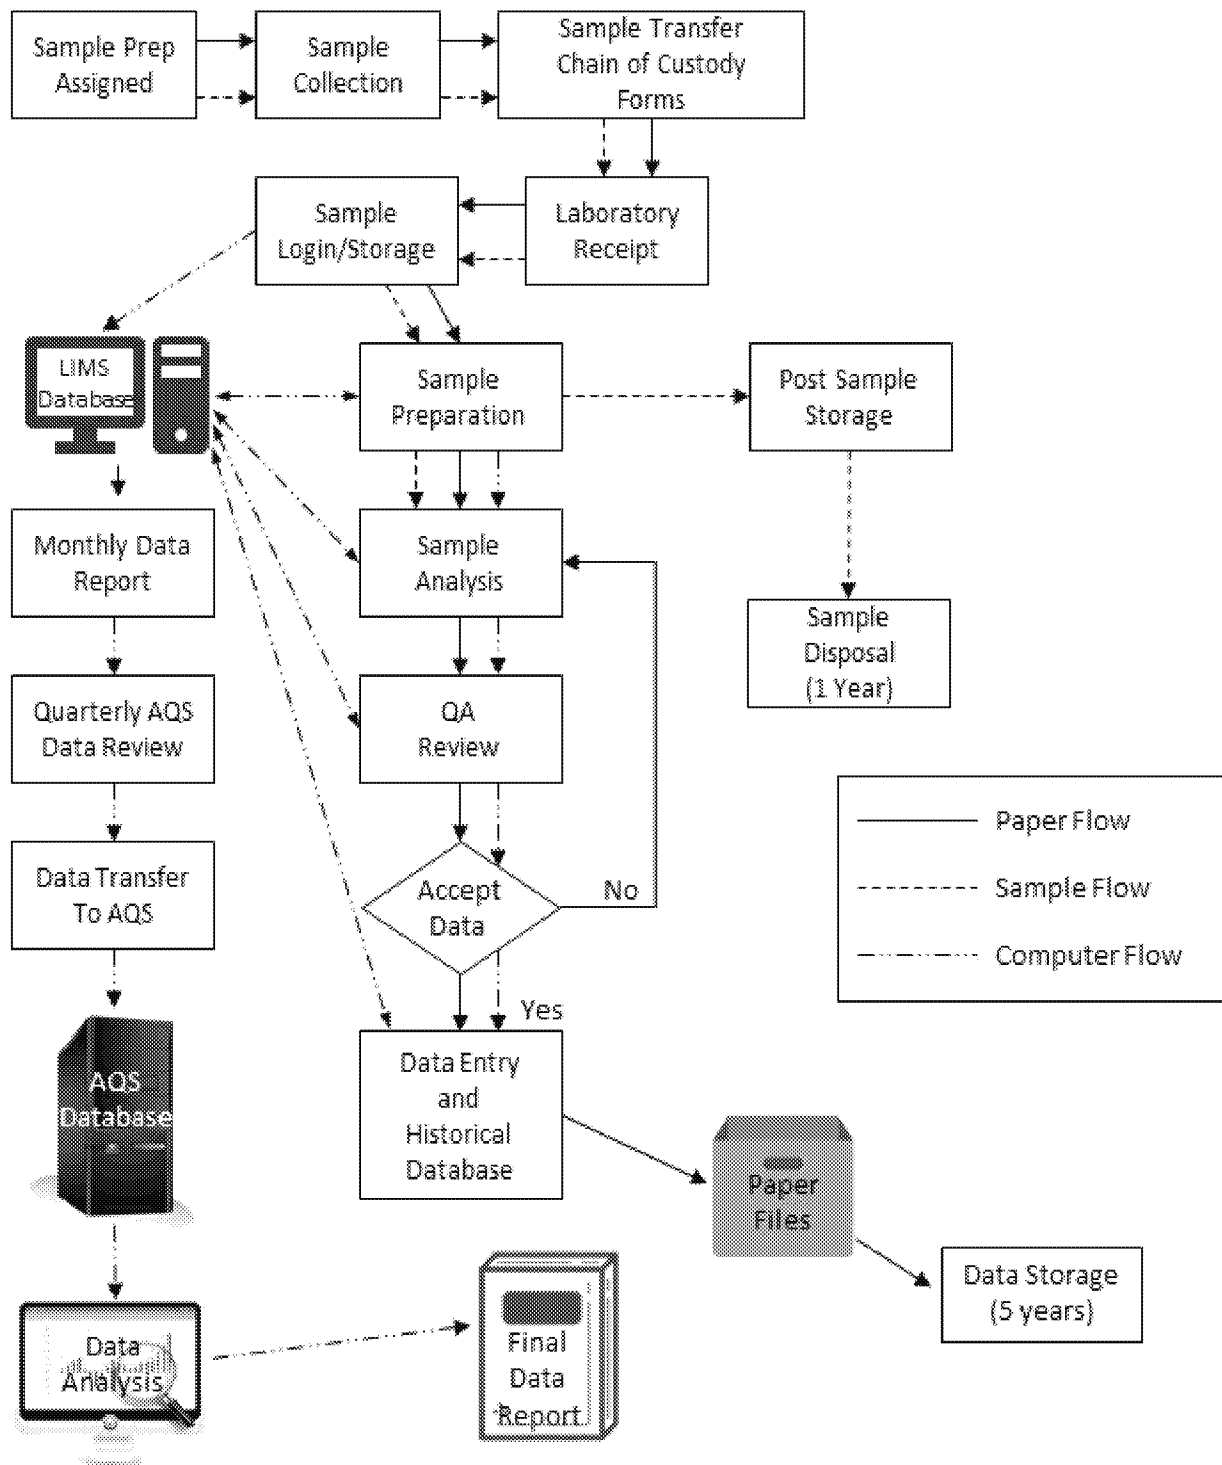 Sample Prep
Assigned
Sample
Collection
Sample Transfer
Chain of Custody
Forms
Sample
Login/Storage
Laboratory
Receipt
LIMS
Database
Sample
Preparation
Post Sample
Storage
Monthly Data
Report
Sample
Analysis
Sample
Disposal
(1 Year)
Quarterly AQS
Data Review
QA
Review
Paper Flow
Sample Flow
Computer Flow
Data Transfer
To AQS
Accept
Data
No
Yes
AQS
Database
Data Entry
and
Historical
Database
Paper
Files
Data Storage
(5 years)
Data
Analysis
Final
Data
Report